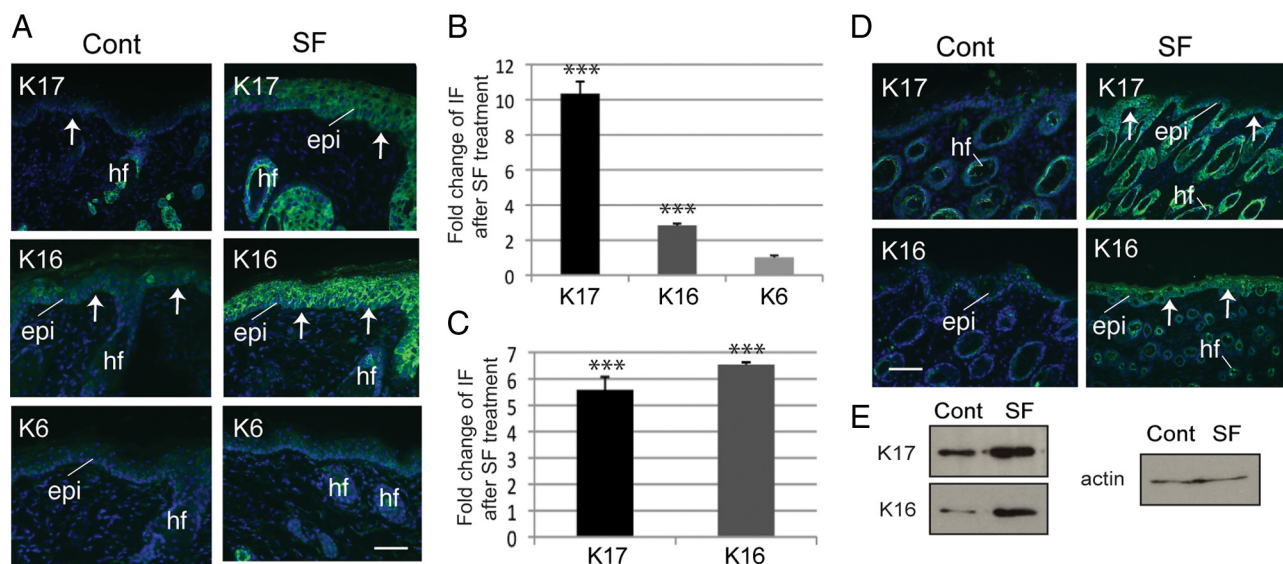 A
Cont
SF
K17
epi
hf
K17
epi
hf
K16
epi
hf
K16
epi
hf
K6
epi
hf
K6
hf
hf
B
Fold change of IF
after SF treatment
12
10
8
6
4
2
0
***
***
K17
K16
K6
C
Fold change of IF
after SF treatment
7
6
5
4
3
2
1
0
***
***
K17
K16
D
Cont
SF
K17
hf
K17
epi
hf
K16
epi
K16
epi
hf
E
Cont SF
K17
K16
Cont SF
actin